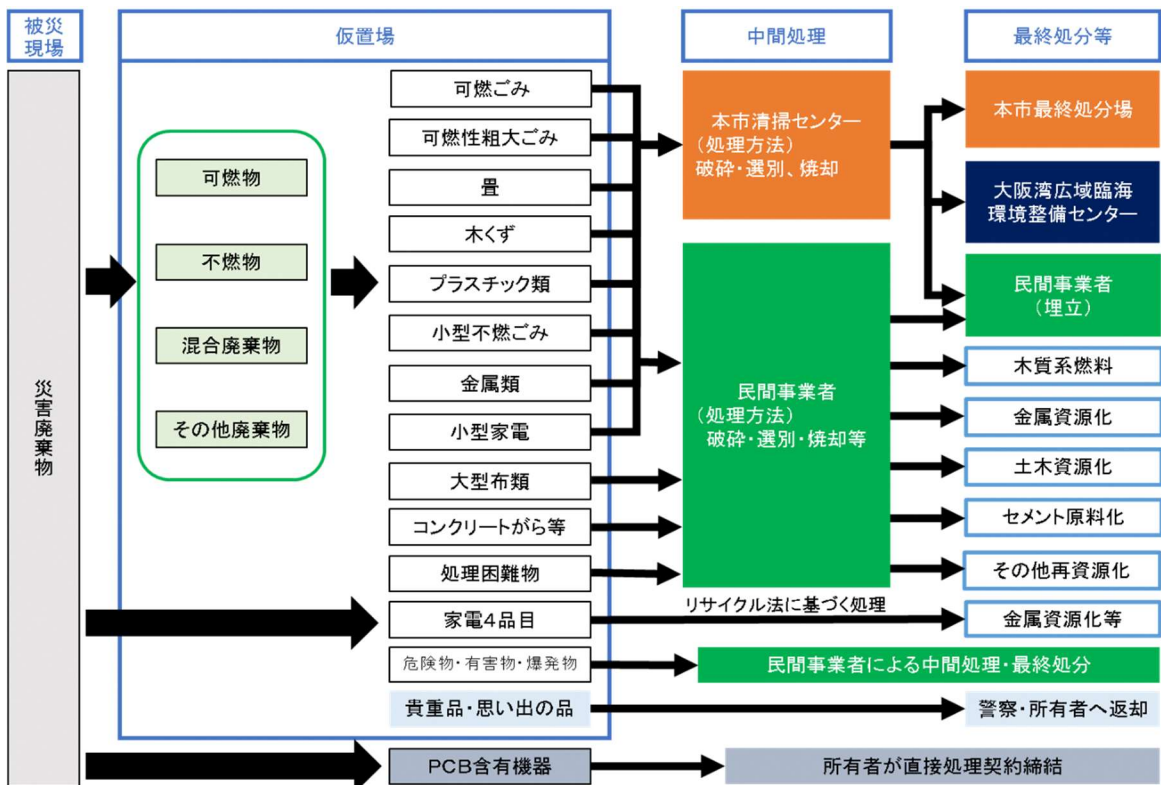 被災
現場
仮置場
中間処理
最終処分等
災害廃棄物
可燃物
不燃物
混合廃棄物
その他廃棄物
可燃ごみ
可燃性粗大ごみ
畳
木くず
プラスチック類
小型不燃ごみ
金属類
小型家電
大型布類
コンクリートがら等
処理困難物
家電4品目
危険物・有害物・爆発物
貴重品・思い出の品
PCB含有機器
本市清掃センター
（処理方法）
破砕・選別、焼却
民間事業者
（処理方法）
破砕・選別・焼却等
リサイクル法に基づく処理
民間事業者による中間処理・最終処分
所有者が直接処理契約締結
本市最終処分場
大阪湾広域臨海
環境整備センター
民間事業者
（埋立）
木質系燃料
金属資源化
土木資源化
セメント原料化
その他再資源化
金属資源化等
警察・所有者へ返却